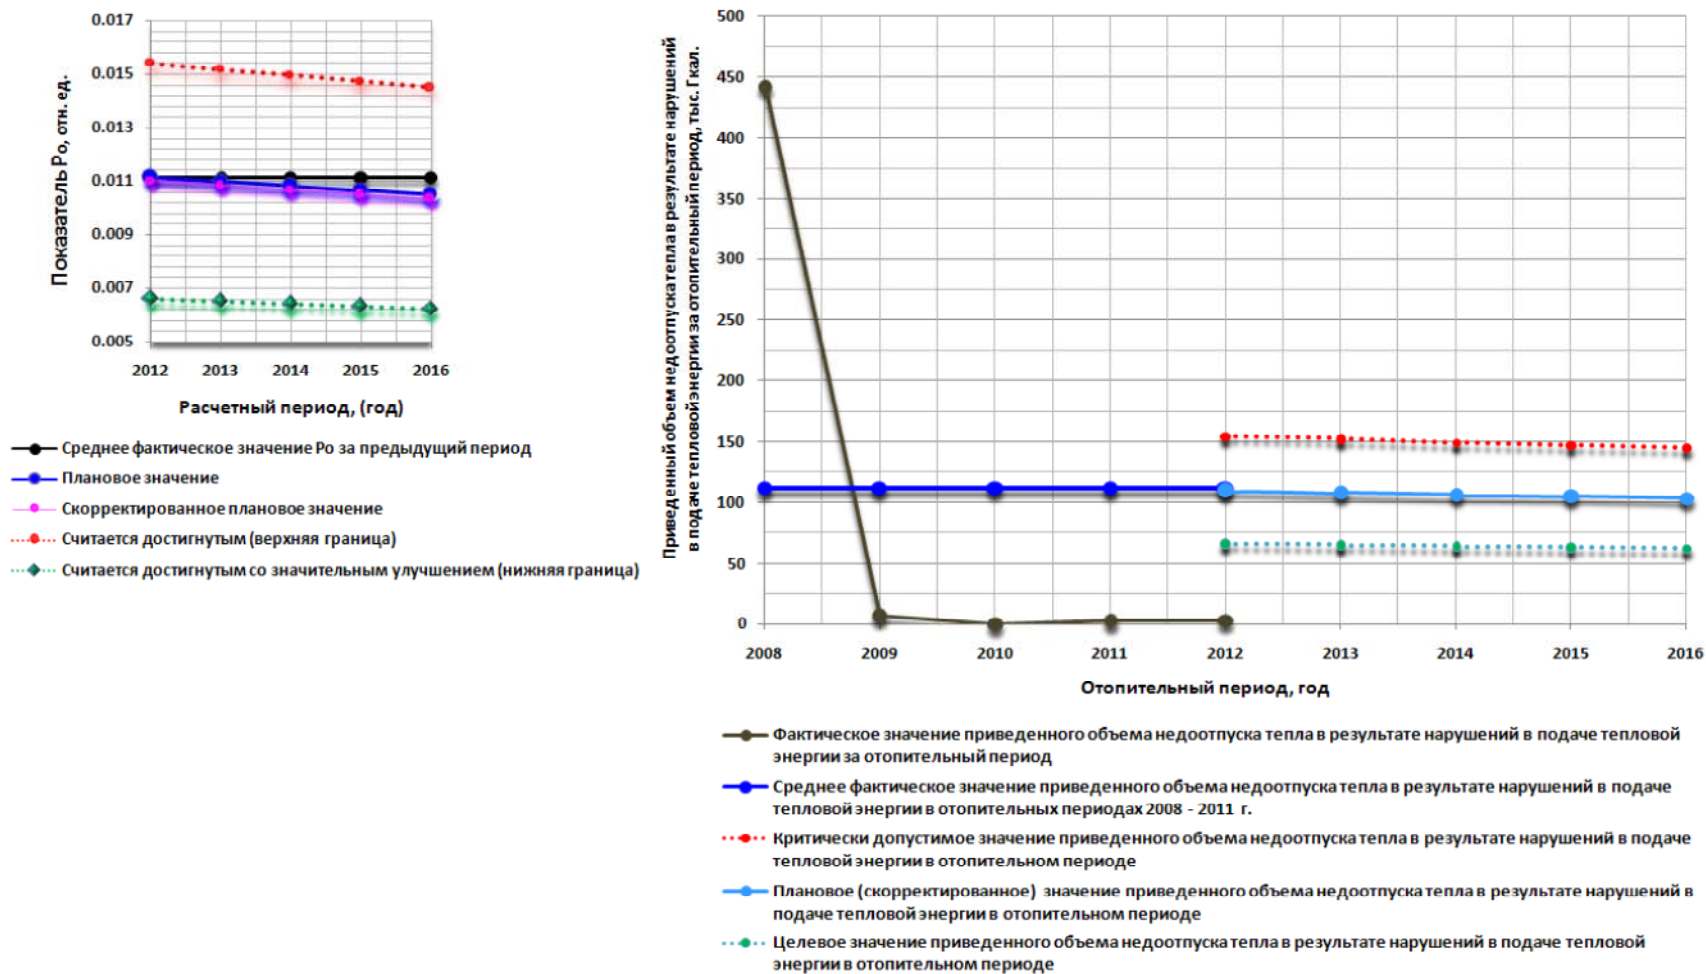 Показатель Ро, отн. ед.
0.017
0.015
0.013
0.011
0.009
0.007
0.005
2012 2013 2014 2015 2016
Расчетный период, (год)
Среднее фактическое значение Ро за предыдущий период
Плановое значение
Скорректированное плановое значение
Считается достигнутым (верхняя граница)
Считается достигнутым со значительным улучшением (нижняя граница)
Приведенный объем недоотпуска тепла в результате нарушений
в подаче тепловой энергии за отопительный период, тыс. Гкал.
500
450
400
350
300
250
200
150
100
50
0
2008 2009 2010 2011 2012 2013 2014 2015 2016
Отопительный период, год
Фактическое значение приведенного объема недоотпуска тепла в результате нарушений в подаче тепловой
энергии за отопительный период
Среднее фактическое значение приведенного объема недоотпуска тепла в результате нарушений в подаче
тепловой энергии в отопительных периодах 2008 - 2011 г.
Критически допустимое значение приведенного объема недоотпуска тепла в результате нарушений в подаче
тепловой энергии в отопительном периоде
Плановое (скорректированное) значение приведенного объема недоотпуска тепла в результате нарушений в
подаче тепловой энергии в отопительном периоде
Целевое значение приведенного объема недоотпуска тепла в результате нарушений в подаче тепловой
энергии в отопительном периоде